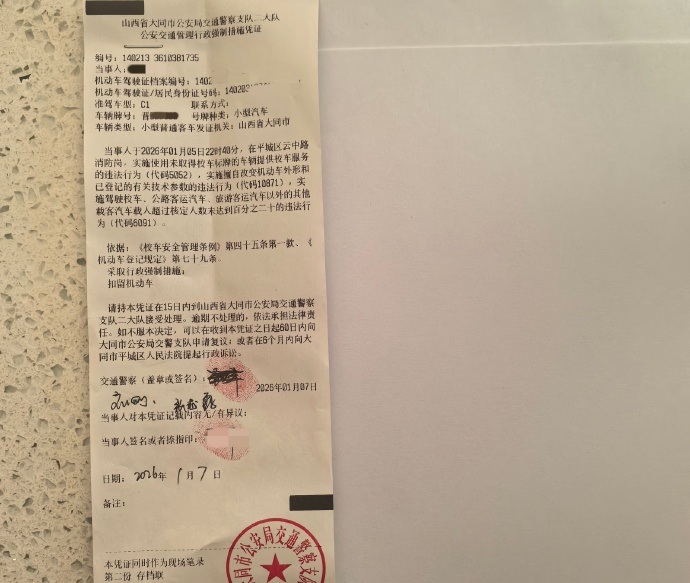 山西省大同市公安局交通警察支队二大队
公安交通管理行政强制措施凭证
编号：140213 3610381735
当事人：
机动车驾驶证档案编号：1402
机动车驾驶证/居民身份证号码：140203
准驾车型：C1 联系方式：
车辆牌号：晋 号牌种类：小型汽车
车辆类型：小型普通客车发证机关：山西省大同市
当事人于2026年01月05日22时40分，在平城区云中路
消防岗，实施使用未取得校车标牌的车辆提供校车服务
的违法行为（代码5052），实施擅自改变机动车外形和
已登记的有关技术参数的违法行为（代码10871），实
施驾驶校车、公路客运汽车、旅游客运汽车以外的其他
载客汽车载人超过核定人数未达到百分之二十的违法行
为（代码6091）。
依据：《校车安全管理条例》第四十五条第一款、《
机动车登记规定》第七十九条。
采取行政强制措施：
扣留机动车
请持本凭证在15日内到山西省大同市公安局交通警察
支队二大队接受处理。逾期不处理的，依法承担法律责
任。如不服本决定，可以在收到本凭证之日起60日内向
大同市公安局交警支队申请复议；或者在6个月内向大
同市平城区人民法院提起行政诉讼。
交通警察（盖章或签名）：
2026年01月07日
当事人对本凭证记载内容无/有异议：
当事人签名或者捺指印：
日期：2026年 1月7日
备注：
本凭证同时作为现场笔录
第二份 存档联
大同市公安局交通警察支队